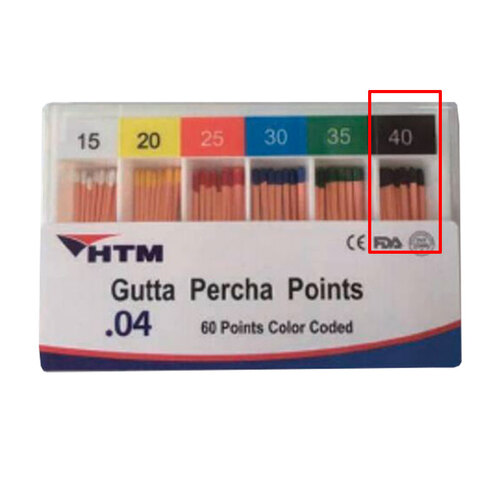 15 20 25 30 35 40
HTM
CE FDA
Gutta Percha Points
.04 60 Points Color Coded